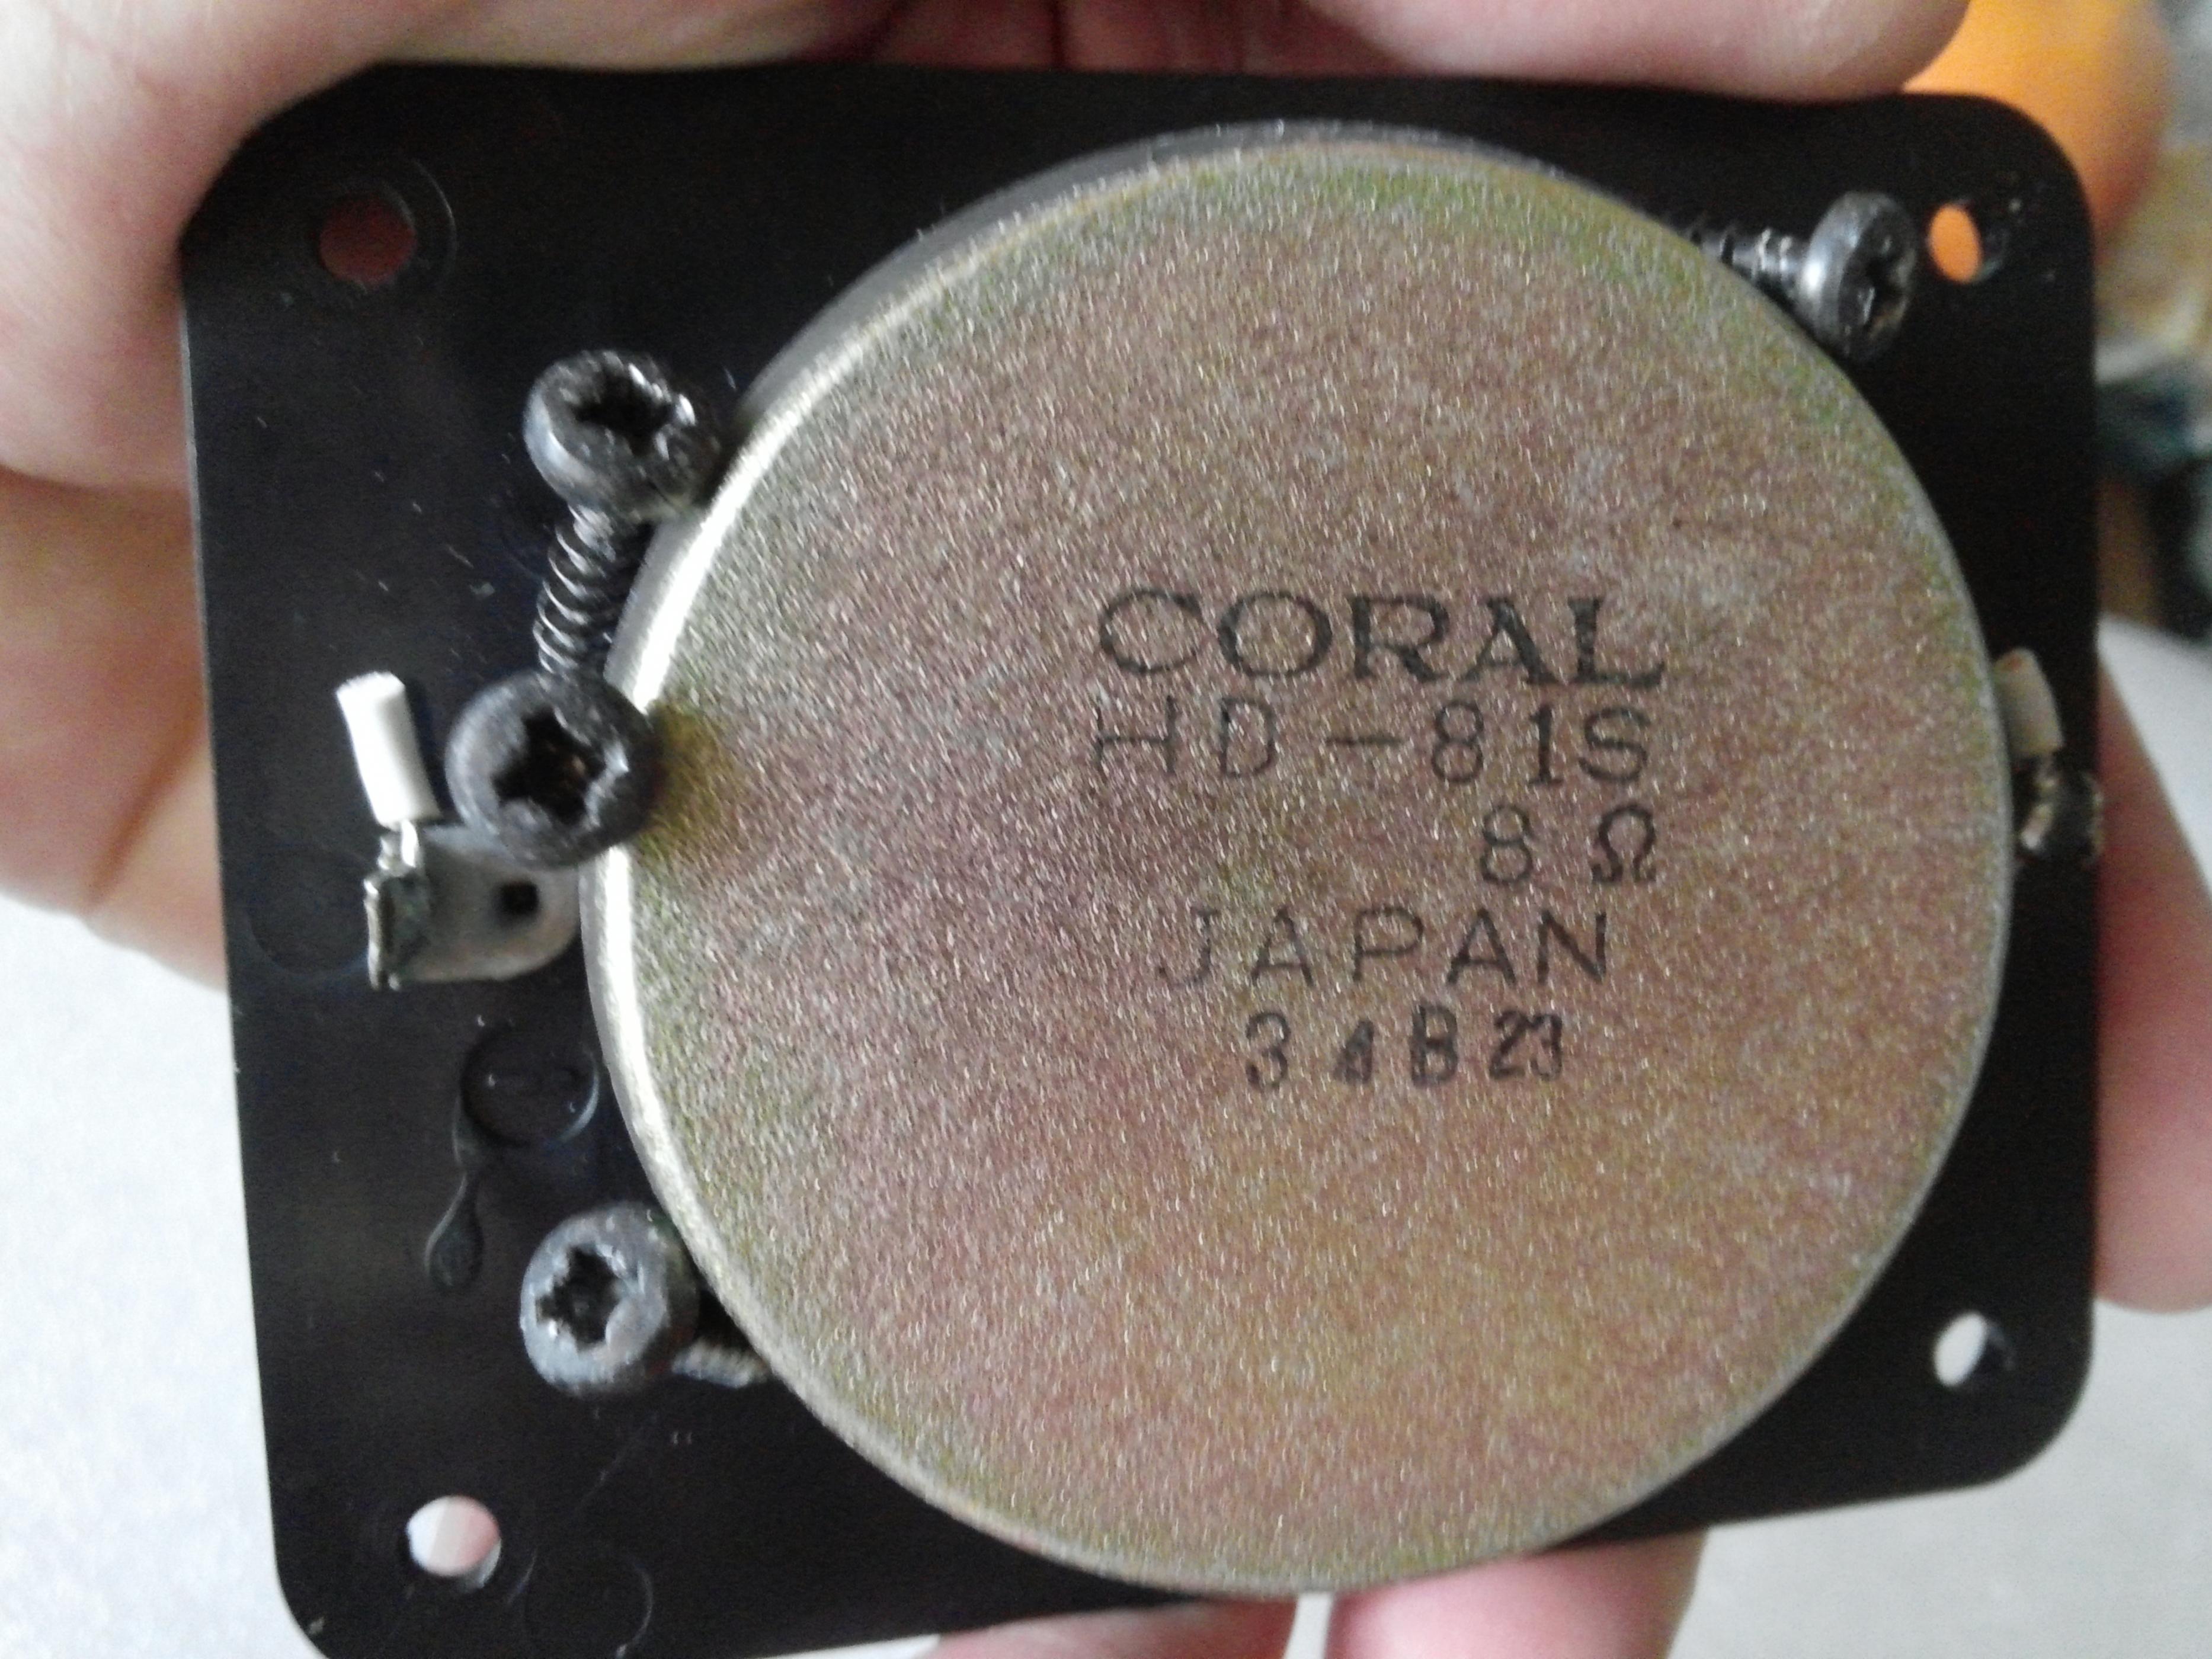 CORAL
HD-81S
8 Ω
JAPAN
34B23